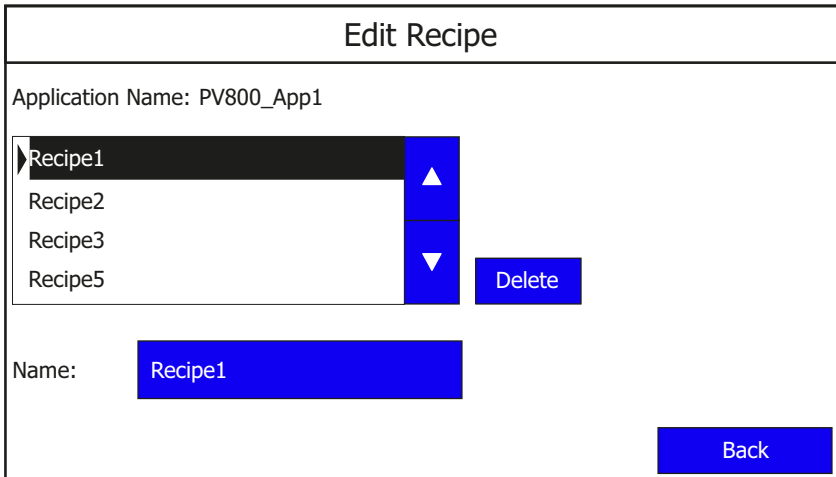 Edit Recipe
Application Name: PV800_App1
Recipe1
Recipe2
Recipe3
Recipe5
Delete
Name: Recipe1
Back